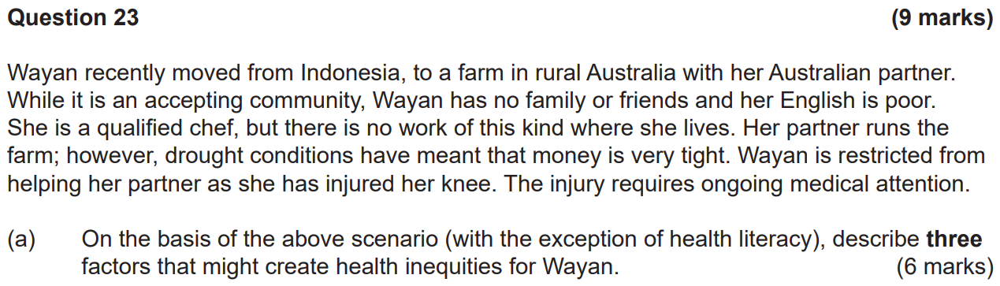 Question 23 (9 marks)
Wayan recently moved from Indonesia, to a farm in rural Australia with her Australian partner.
While it is an accepting community, Wayan has no family or friends and her English is poor.
She is a qualified chef, but there is no work of this kind where she lives. Her partner runs the
farm; however, drought conditions have meant that money is very tight. Wayan is restricted from
helping her partner as she has injured her knee. The injury requires ongoing medical attention.
(a) On the basis of the above scenario (with the exception of health literacy), describe three
factors that might create health inequities for Wayan. (6 marks)